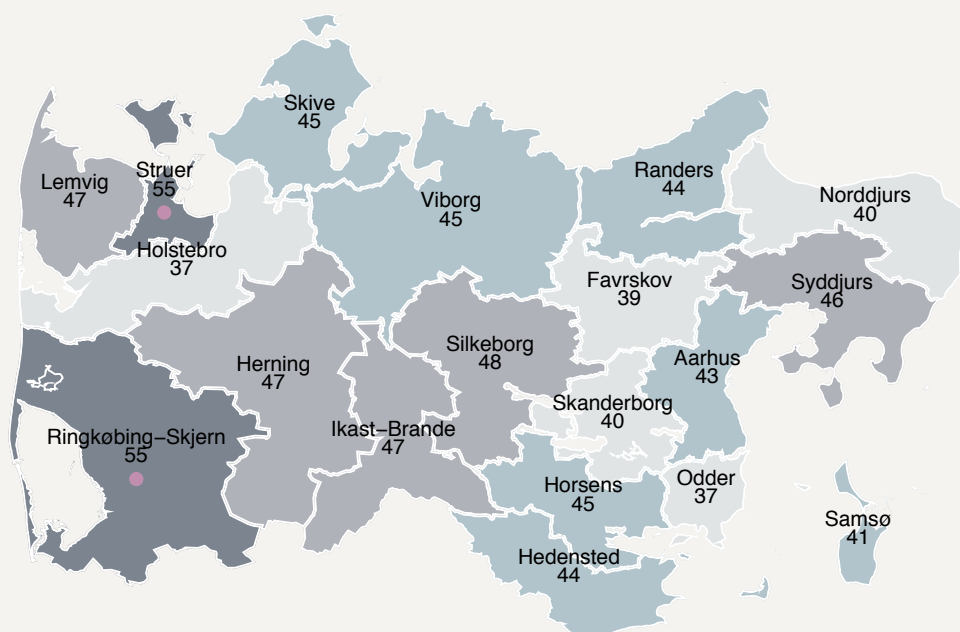 Skive
45
Struer
55
Lemvig
47
Randers
44
Norddjurs
40
Viborg
45
Holstebro
37
Favrskov
39
Syddjurs
46
Silkeborg
48
Aarhus
43
Herning
47
Skanderborg
40
Ikast–Brande
47
Ringkøbing–Skjern
55
Odder
37
Horsens
45
Samsø
41
Hedensted
44